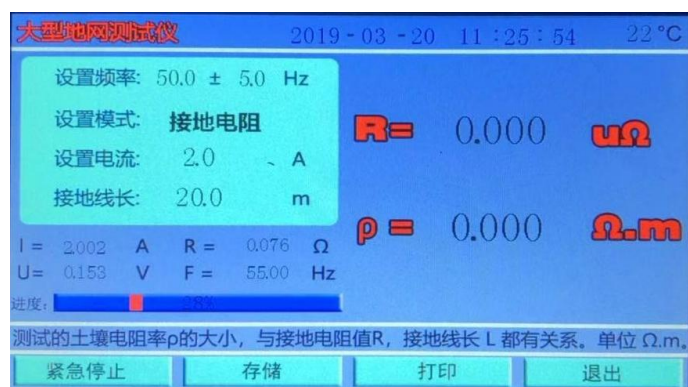 大型地网测试仪 2019-03-20 11:25:54 22℃
设置频率: 50.0 ± 5.0 Hz
设置模式: 接地电阻
设置电流: 2.0 A
接地线长: 20.0 m
R= 0.000 uΩ
ρ = 0.000 Ω.m
I = 2.002 A R = 0.076 Ω
U= 0.153 V F = 55.00 Hz
进度: 28%
测试的土壤电阻率ρ的大小，与接地电阻值R，接地线长 L 都有关系。单位 Ω.m。
紧急停止 存储 打印 退出